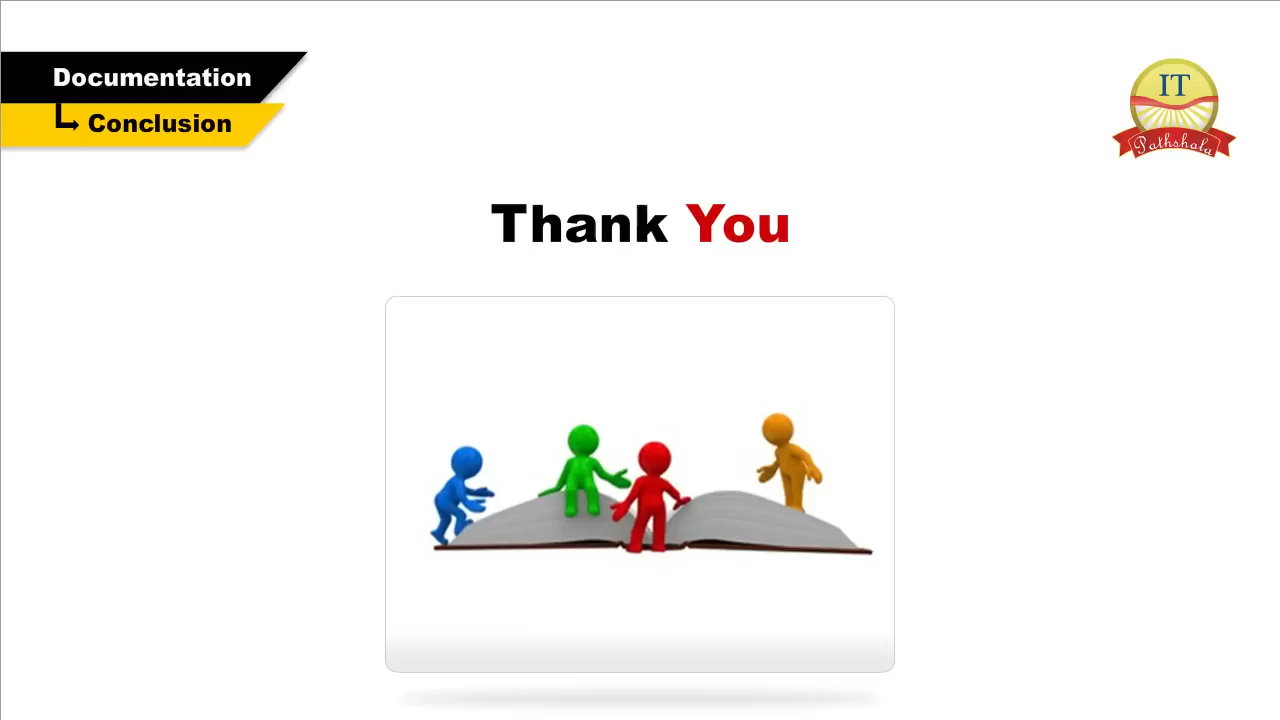 Documentation
Conclusion
IT
Pathshala
Thank You